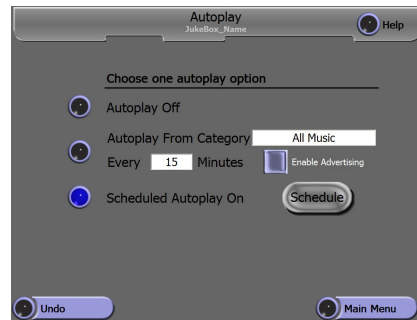 Autoplay
JukeBox_Name
Help
Choose one autoplay option
Autoplay Off
Autoplay From Category All Music
Every 15 Minutes Enable Advertising
Scheduled Autoplay On Schedule
Undo Main Menu